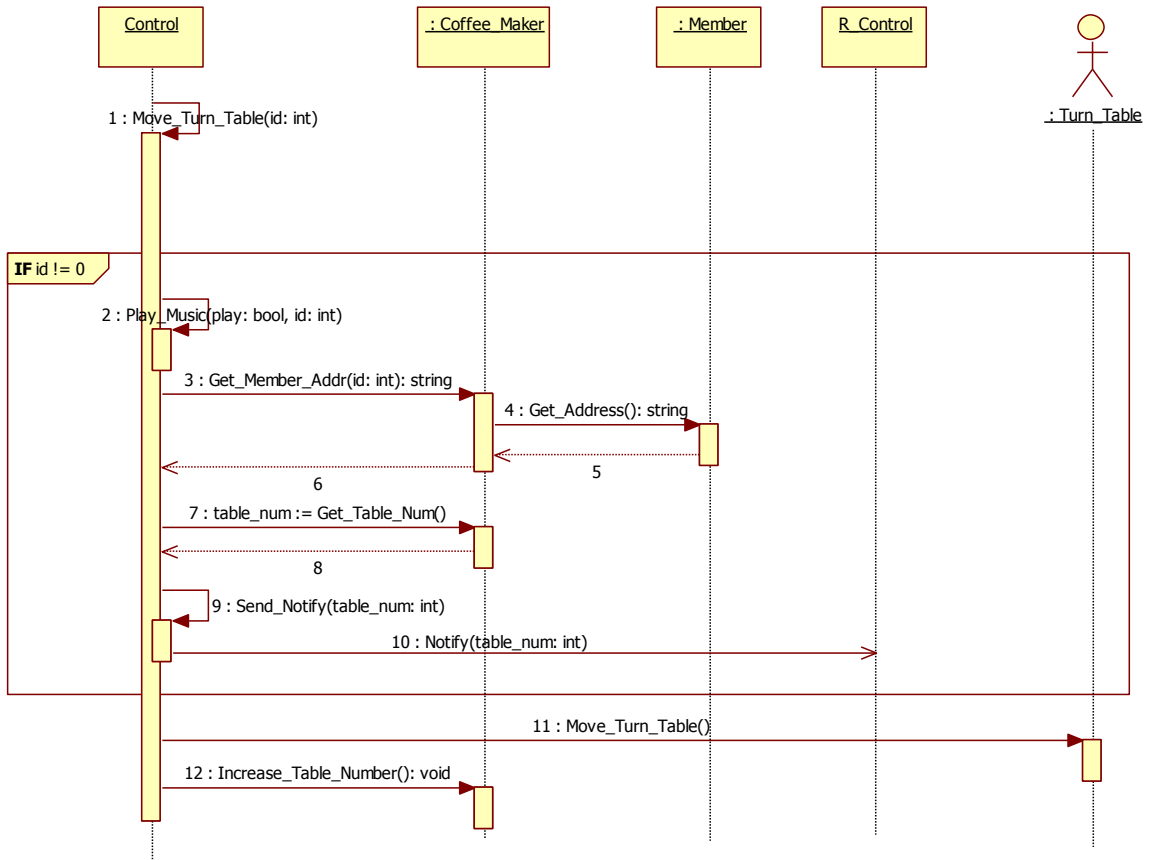 Control
: Coffee_Maker
: Member
R_Control
: Turn_Table
1 : Move_Turn_Table(id: int)
IF id != 0
2 : Play_Music(play: bool, id: int)
3 : Get_Member_Addr(id: int): string
4 : Get_Address(): string
5
6
7 : table_num := Get_Table_Num()
8
9 : Send_Notify(table_num: int)
10 : Notify(table_num: int)
11 : Move_Turn_Table()
12 : Increase_Table_Number(): void